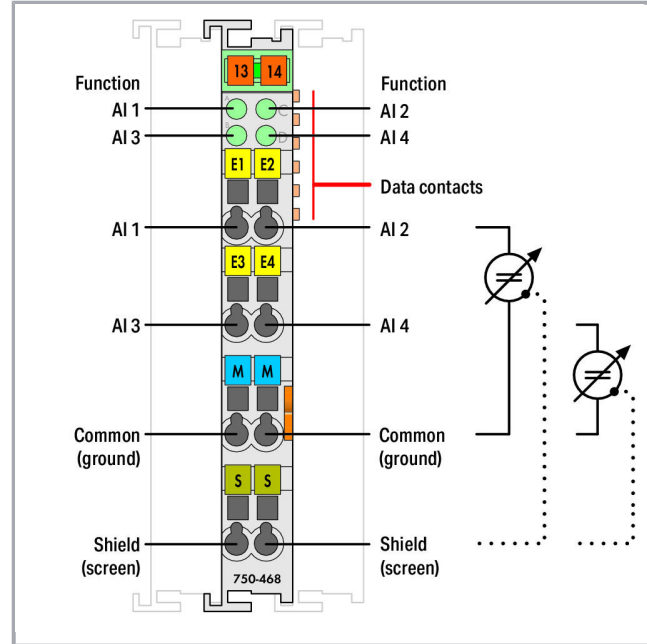 13 14
Function
Function
A C
AI 1
AI 2
B D
AI 3
AI 4
E1 E2
Data contacts
AI 1
AI 2
E3 E4
AI 3
AI 4
M M
Common
(ground)
Common
(ground)
S S
Shield
(screen)
Shield
(screen)
750-468